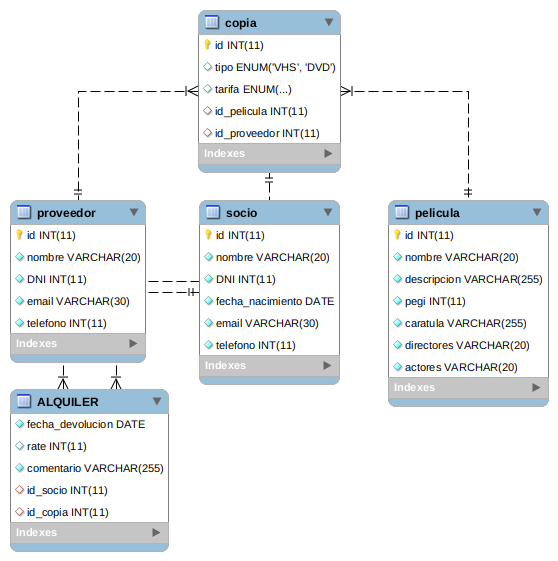 copia
id INT(11)
tipo ENUM('VHS', 'DVD')
tarifa ENUM(...)
id_pelicula INT(11)
id_proveedor INT(11)
Indexes
proveedor
id INT(11)
nombre VARCHAR(20)
DNI INT(11)
email VARCHAR(30)
telefono INT(11)
Indexes
socio
id INT(11)
nombre VARCHAR(20)
DNI INT(11)
fecha_nacimiento DATE
email VARCHAR(30)
telefono INT(11)
Indexes
pelicula
id INT(11)
nombre VARCHAR(20)
descripcion VARCHAR(255)
pegi INT(11)
caratula VARCHAR(255)
directores VARCHAR(20)
actores VARCHAR(20)
Indexes
ALQUILER
fecha_devolucion DATE
rate INT(11)
comentario VARCHAR(255)
id_socio INT(11)
id_copia INT(11)
Indexes